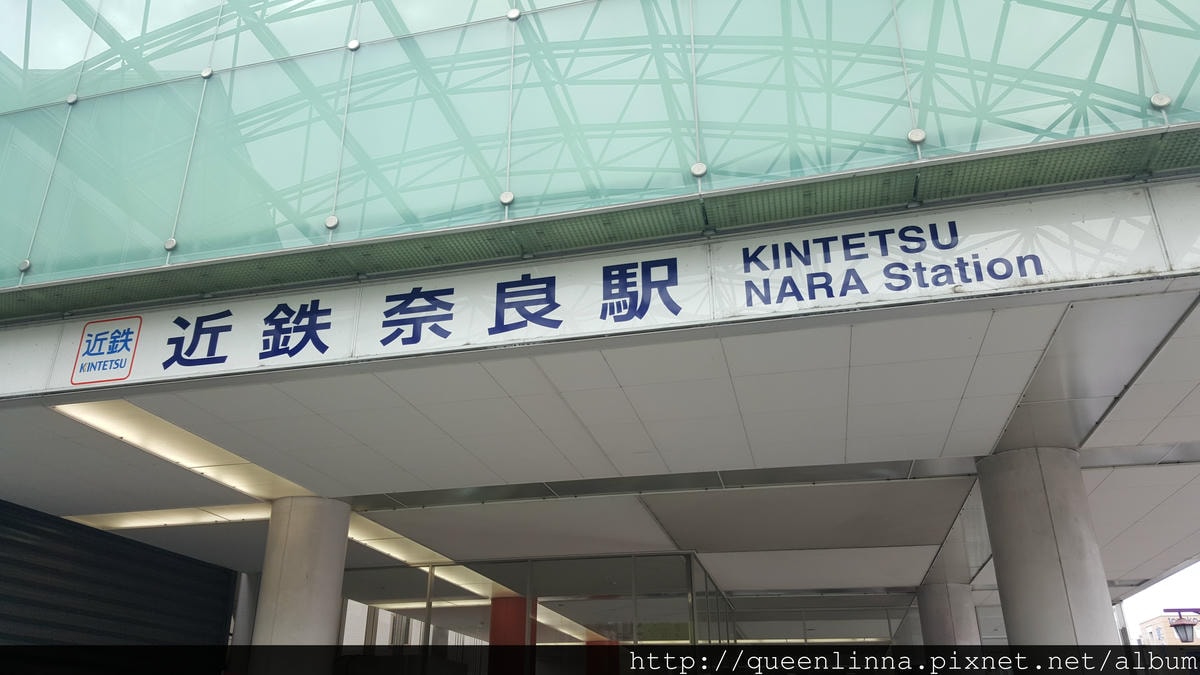 近鉄
KINTETSU
近鉄 奈良駅
KINTETSU
NARA Station
http://queenlinna.pixnet.net/album